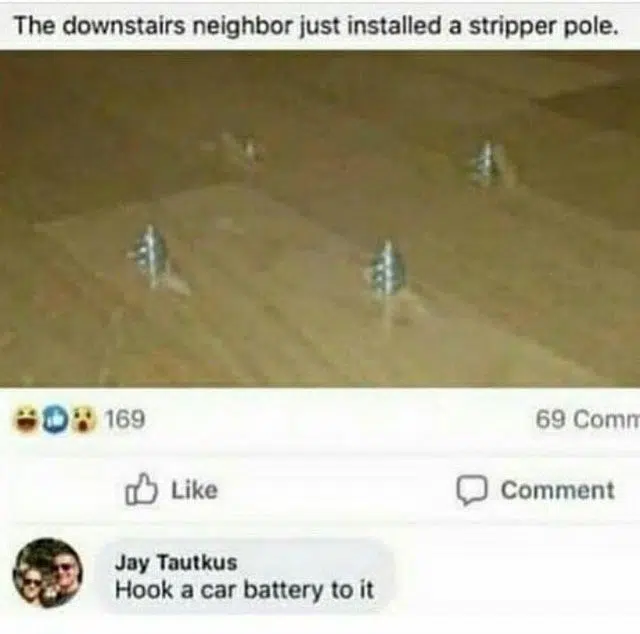 The downstairs neighbor just installed a stripper pole.
169
69 Comm
Like
Comment
Jay Tautkus
Hook a car battery to it